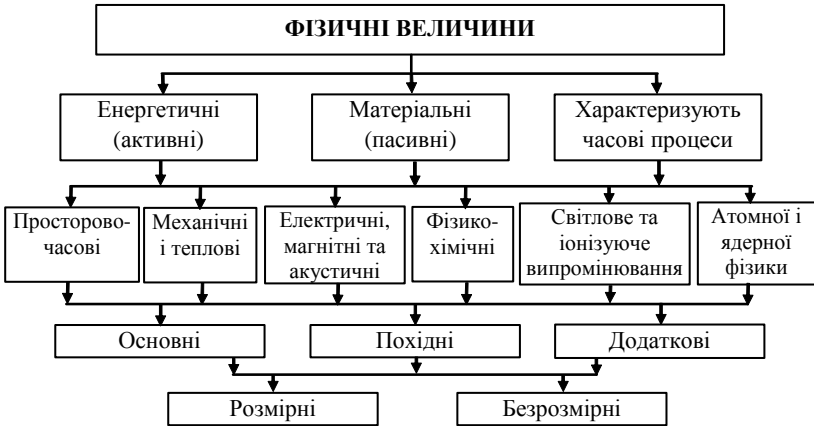 ФІЗИЧНІ ВЕЛИЧИНИ
Енергетичні
(активні)
Матеріальні
(пасивні)
Характеризують
часові процеси
Просторово-
часові
Механічні
і теплові
Електричні,
магнітні та
акустичні
Фізико-
хімічні
Світлове та
іонізуюче
випромінювання
Атомної і
ядерної
фізики
Основні
Похідні
Додаткові
Розмірні
Безрозмірні